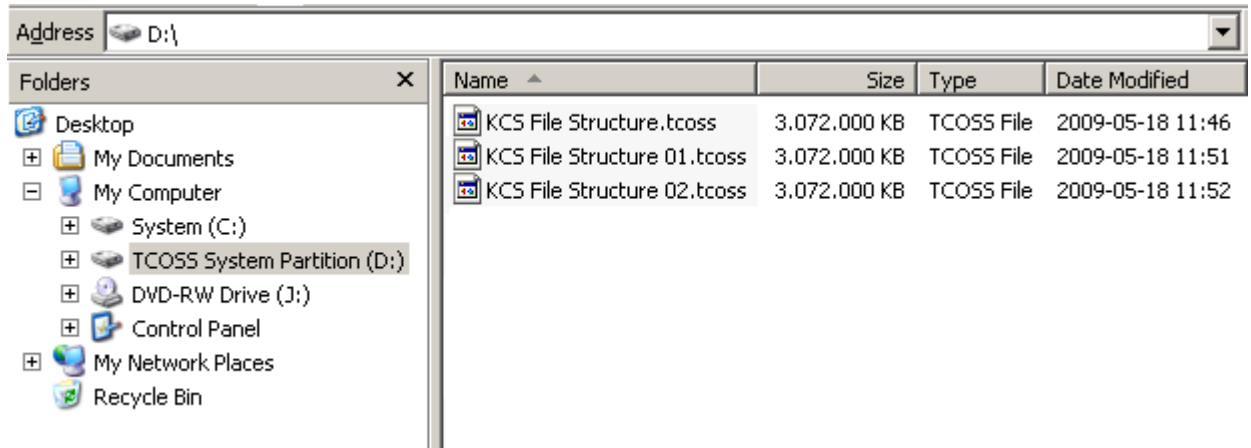 Address D:\
Folders X
Desktop
My Documents
My Computer
System (C:)
TCOSS System Partition (D:)
DVD-RW Drive (J:)
Control Panel
My Network Places
Recycle Bin
Name Size Type Date Modified
KCS File Structure.tcoss 3.072.000 KB TCOSS File 2009-05-18 11:46
KCS File Structure 01.tcoss 3.072.000 KB TCOSS File 2009-05-18 11:51
KCS File Structure 02.tcoss 3.072.000 KB TCOSS File 2009-05-18 11:52